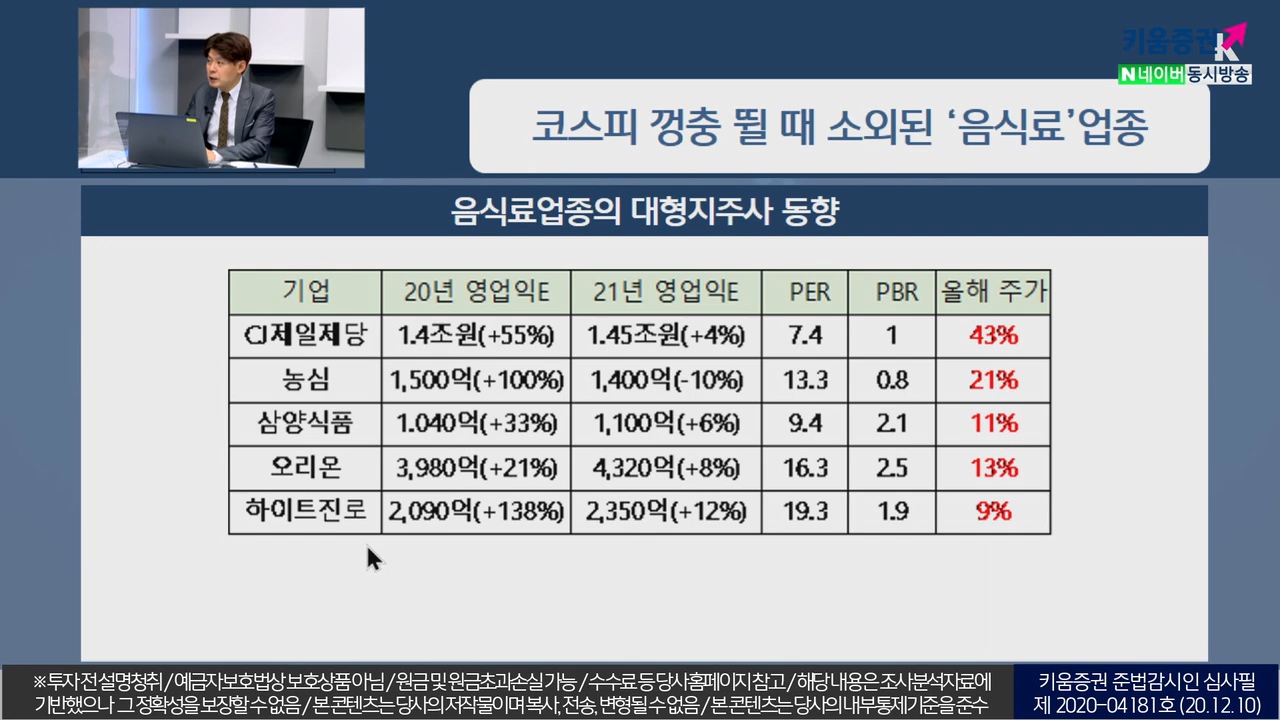 키움증권
N 네이버 동시방송
코스피 껑충 뛸 때 소외된 ‘음식료’업종
음식료업종의 대형지주사 동향
기업 20년 영업익E 21년 영업익E PER PBR 올해 주가
CJ제일제당 1.4조원(+55%) 1.45조원(+4%) 7.4 1 43%
농심 1,500억(+100%) 1,400억(-10%) 13.3 0.8 21%
삼양식품 1.040억(+33%) 1,100억(+6%) 9.4 2.1 11%
오리온 3,980억(+21%) 4,320억(+8%) 16.3 2.5 13%
하이트진로 2,090억(+138%) 2,350억(+12%) 19.3 1.9 9%
※ 투자 전 설명청취 / 예금자보호법상 보호상품 아님 / 원금 및 원금초과손실 가능 / 수수료 등 당사홈페이지 참고 / 해당 내용은 조사분석자료에
기반했으나 그 정확성을 보장할 수 없음 / 본 콘텐츠는 당사의 저작물이며 복사, 전송, 변형될 수 없음 / 본 콘텐츠는 당사의 내부통제기준을 준수
키움증권 준법감시인 심사필
제 2020-04181호 (20.12.10)